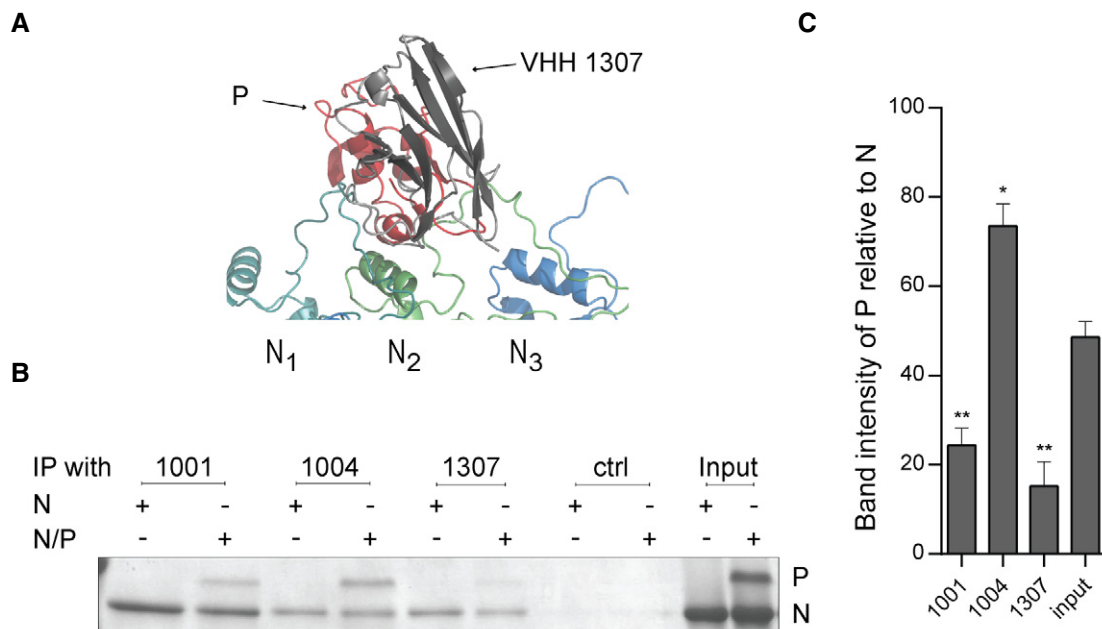 A
VHH 1307
P
N1 N2 N3
B
IP with 1001 1004 1307 ctrl Input
N + - + - + - + - + -
N/P - + - + - + - + - +
P
N
C
Band intensity of P relative to N
100
80
60
40
20
0
** * **
1001 1004 1307 input